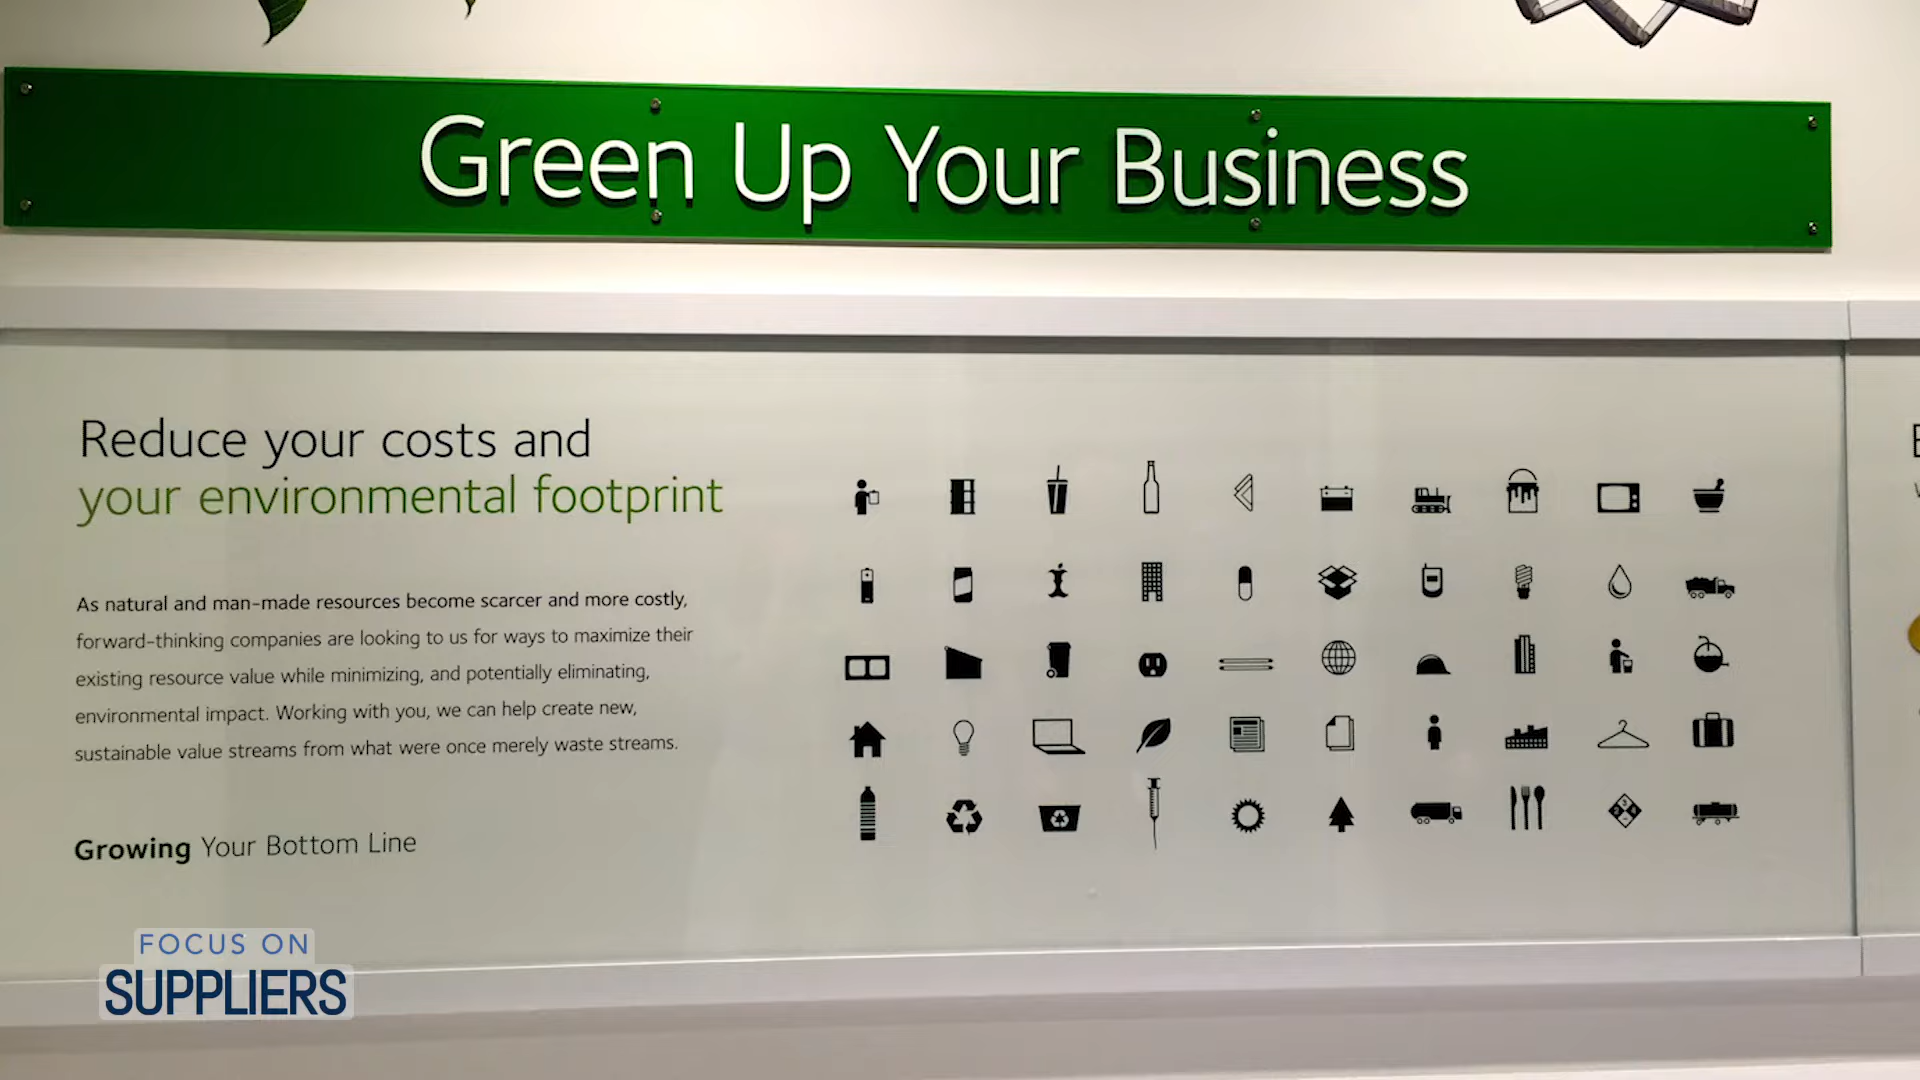 Green Up Your Business
Reduce your costs and
your environmental footprint
As natural and man-made resources become scarcer and more costly,
forward-thinking companies are looking to us for ways to maximize their
existing resource value while minimizing, and potentially eliminating,
environmental impact. Working with you, we can help create new,
sustainable value streams from what were once merely waste streams.
Growing Your Bottom Line
FOCUS ON
SUPPLIERS